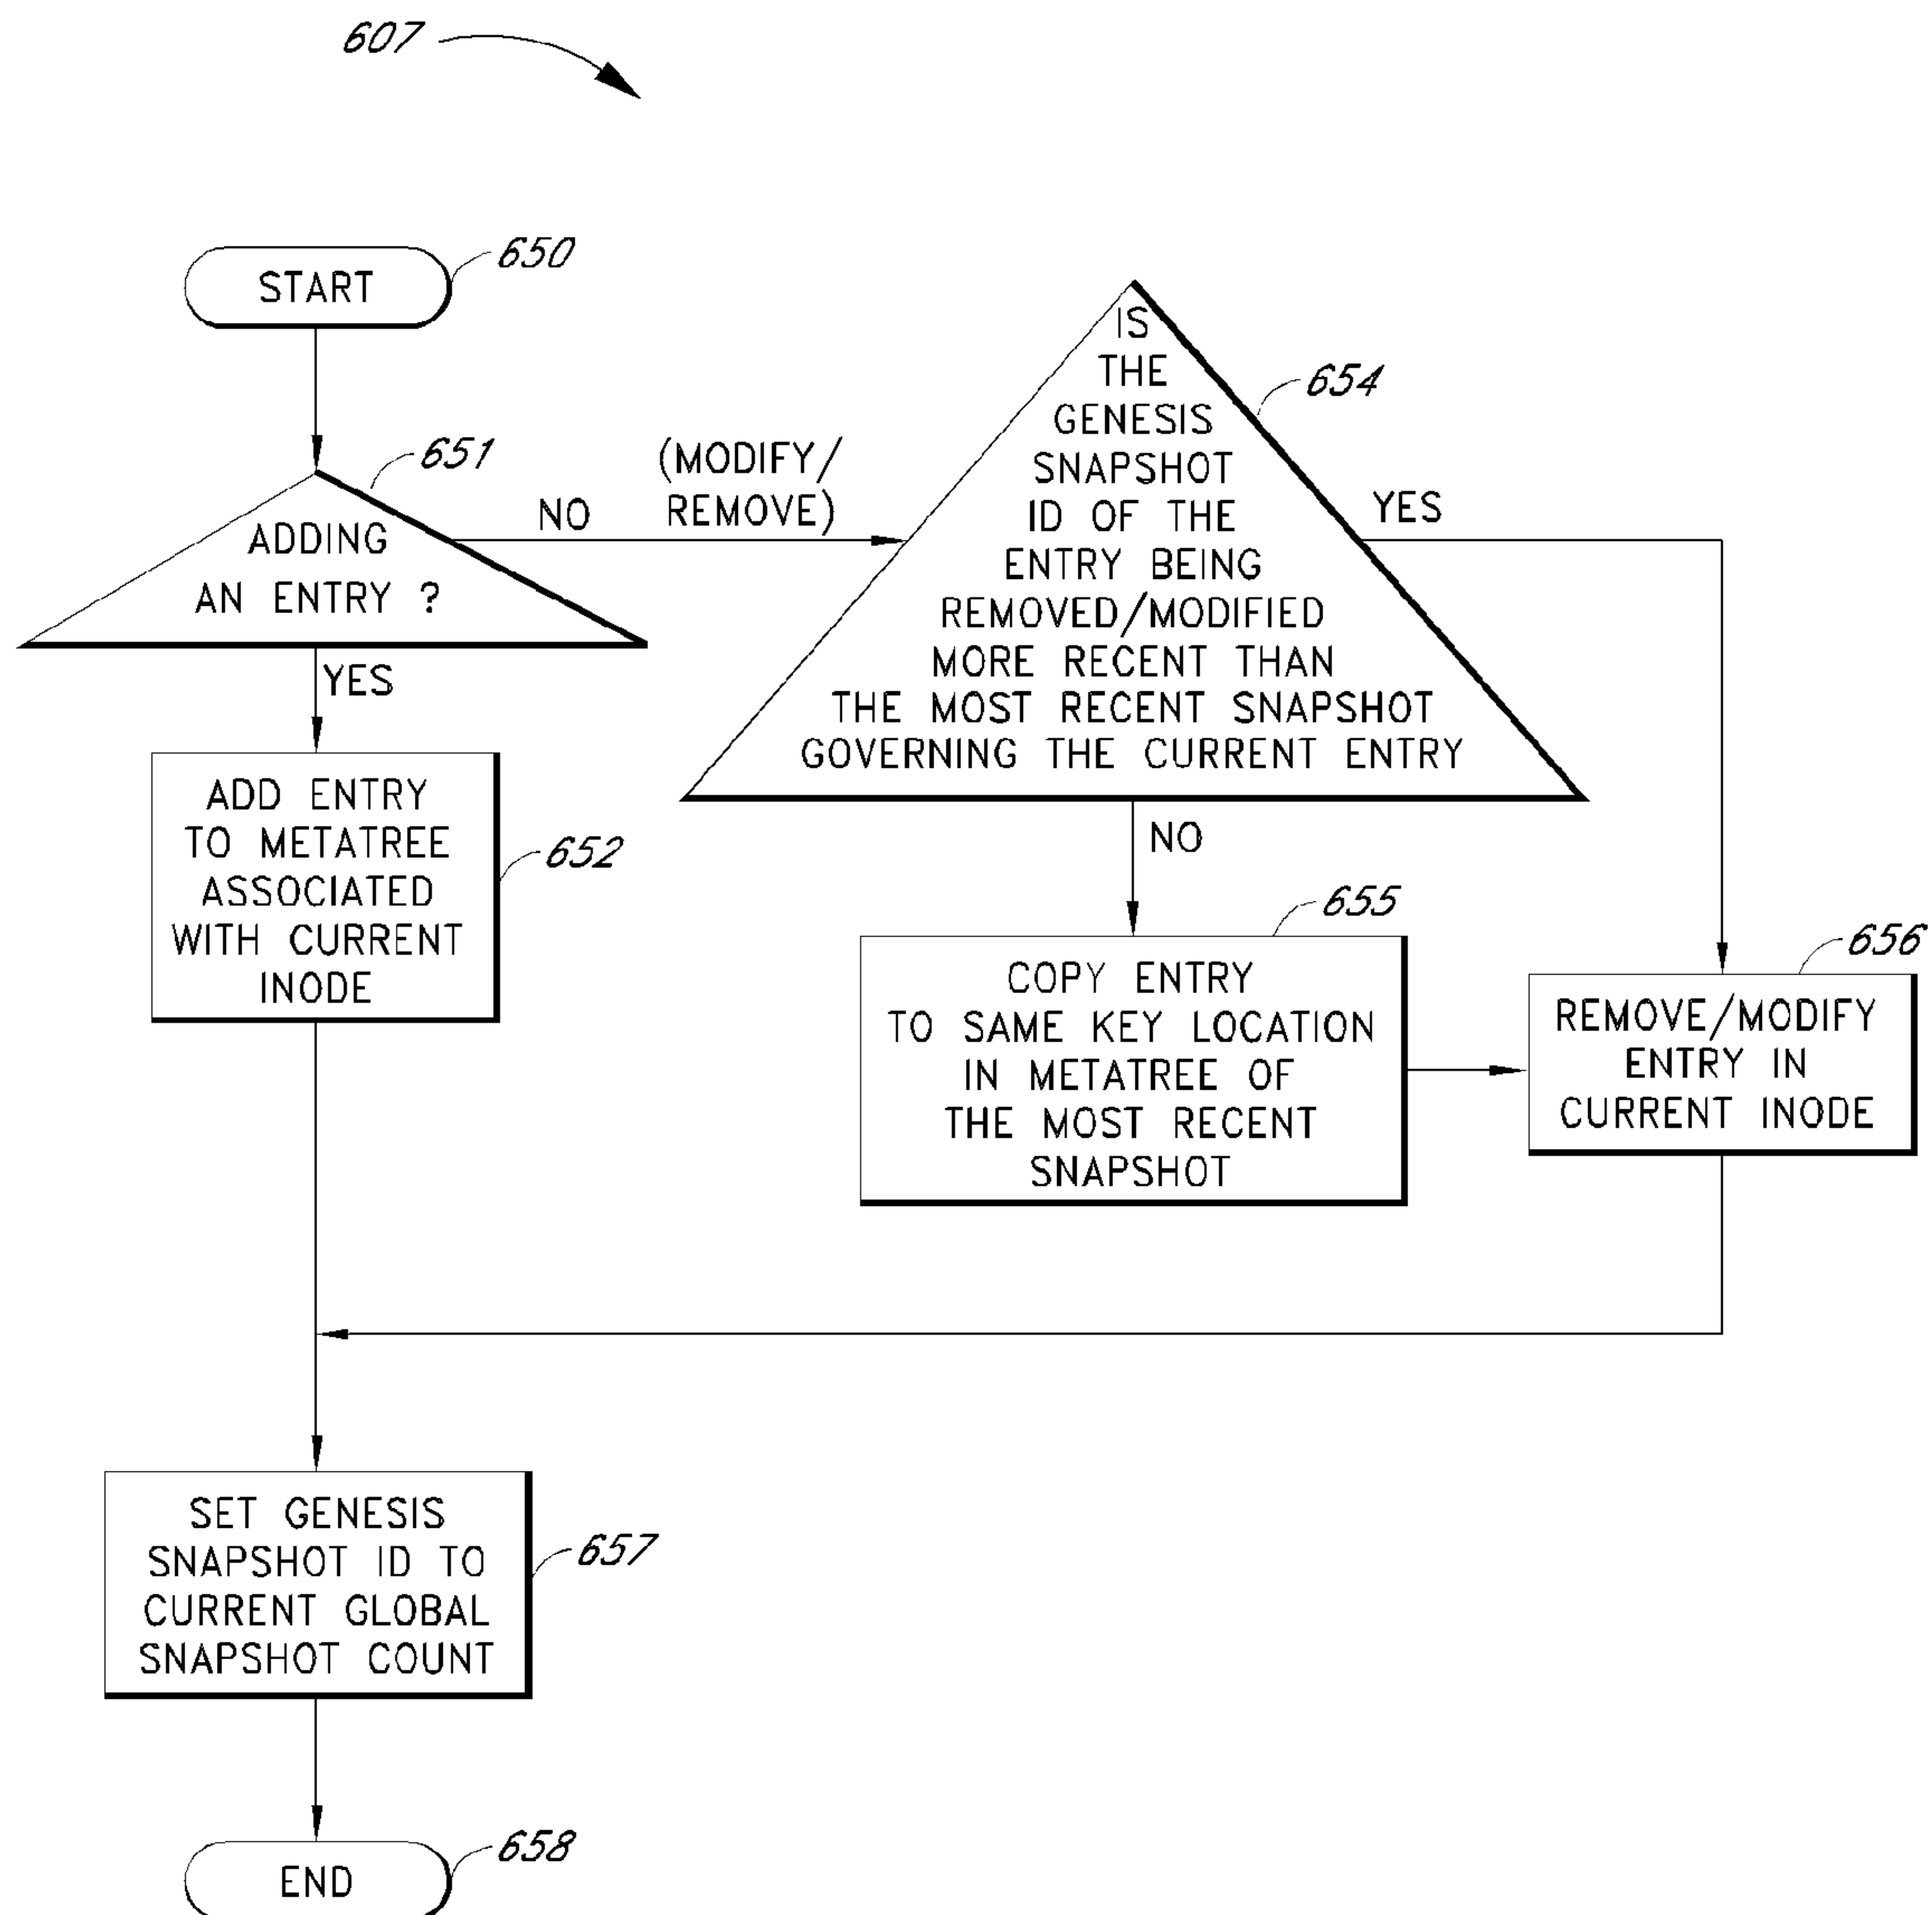 607
START
650
651
ADDING
AN ENTRY ?
NO
(MODIFY/
REMOVE)
YES
IS
THE
GENESIS
SNAPSHOT
ID OF THE
ENTRY BEING
REMOVED/MODIFIED
MORE RECENT THAN
THE MOST RECENT SNAPSHOT
GOVERNING THE CURRENT ENTRY
654
YES
NO
ADD ENTRY
TO METATREE
ASSOCIATED
WITH CURRENT
INODE
652
COPY ENTRY
TO SAME KEY LOCATION
IN METATREE OF
THE MOST RECENT
SNAPSHOT
655
REMOVE/MODIFY
ENTRY IN
CURRENT INODE
656
SET GENESIS
SNAPSHOT ID TO
CURRENT GLOBAL
SNAPSHOT COUNT
657
END
658